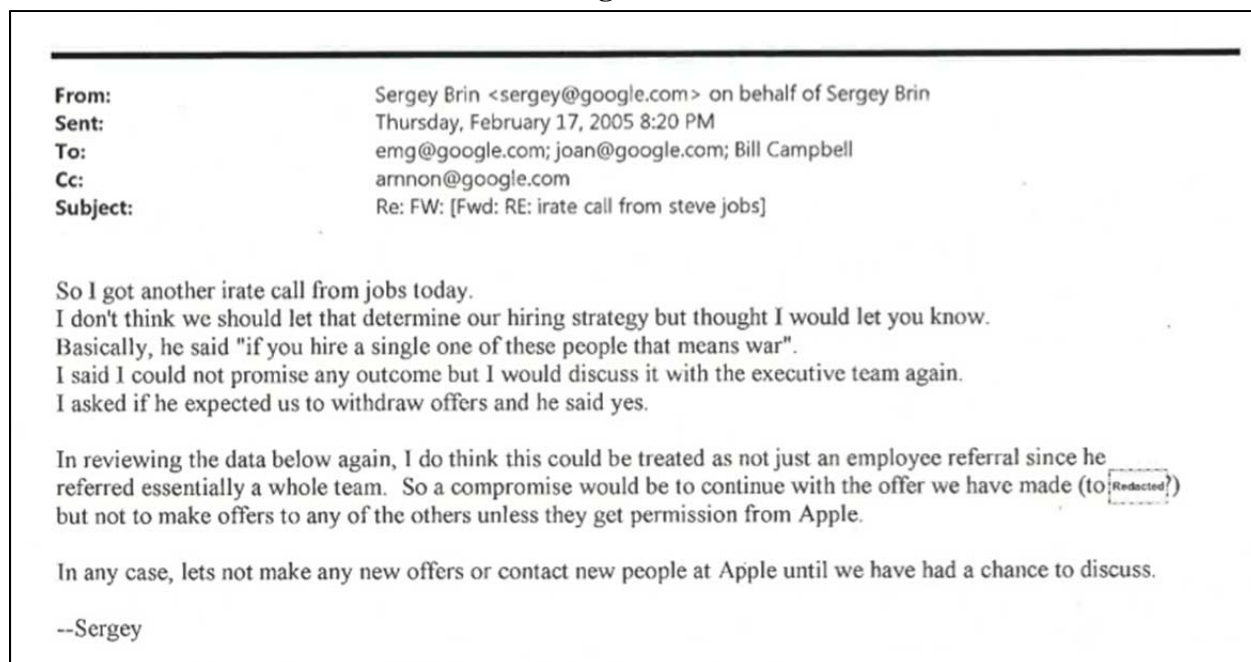 From: Sergey Brin <sergey@google.com> on behalf of Sergey Brin
Sent: Thursday, February 17, 2005 8:20 PM
To: emg@google.com; joan@google.com; Bill Campbell
Cc: arnnon@google.com
Subject: Re: FW: [Fwd: RE: irate call from steve jobs]
So I got another irate call from jobs today.
I don't think we should let that determine our hiring strategy but thought I would let you know.
Basically, he said "if you hire a single one of these people that means war".
I said I could not promise any outcome but I would discuss it with the executive team again.
I asked if he expected us to withdraw offers and he said yes.
In reviewing the data below again, I do think this could be treated as not just an employee referral since he
referred essentially a whole team. So a compromise would be to continue with the offer we have made (to Redacted?)
but not to make offers to any of the others unless they get permission from Apple.
In any case, lets not make any new offers or contact new people at Apple until we have had a chance to discuss.
--Sergey